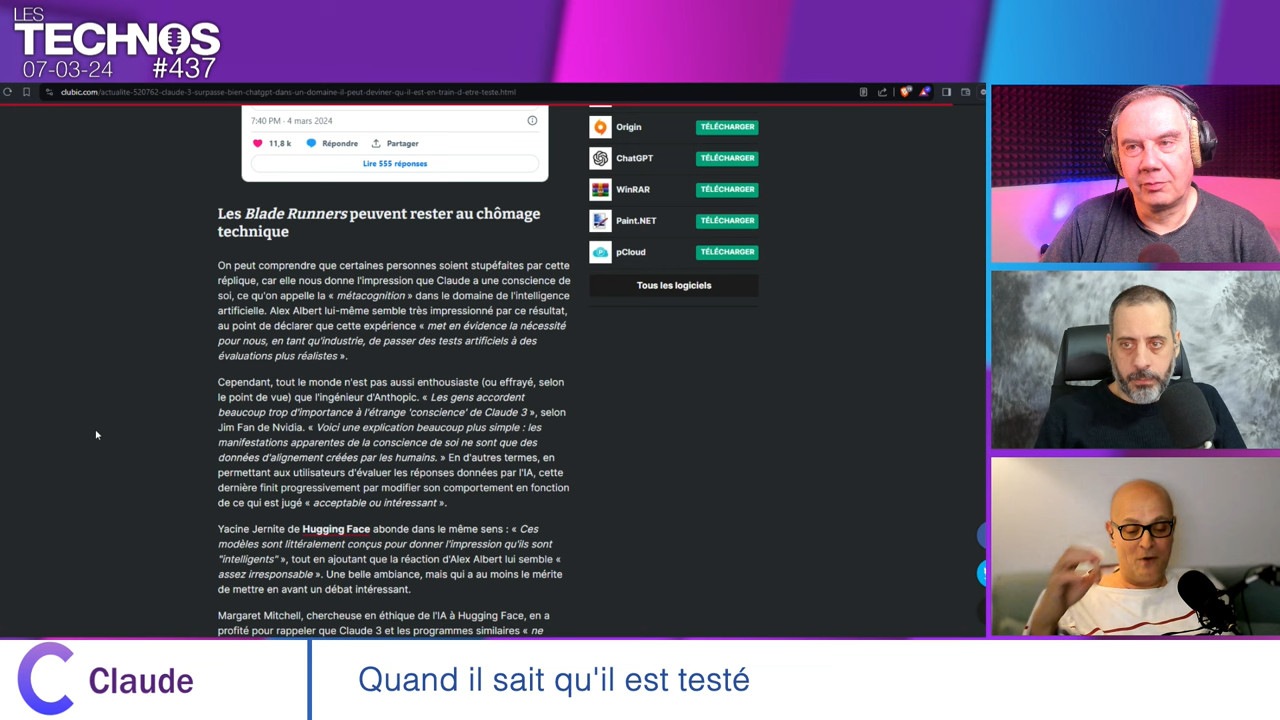 LES
TECHNOS
07-03-24 #437
clubic.com/actualite-520762-claude-3-surpasse-bien-chatgpt-dans-un-domaine-il-peut-deviner-qu-il-est-en-train-d-etre-teste.html
7:40 PM · 4 mars 2024
11,8 k Répondre Partager
Lire 555 réponses
Les Blade Runners peuvent rester au chômage
technique
On peut comprendre que certaines personnes soient stupéfaites par cette
réplique, car elle nous donne l'impression que Claude a une conscience de
soi, ce qu'on appelle la « métacognition » dans le domaine de l'intelligence
artificielle. Alex Albert lui-même semble très impressionné par ce résultat,
au point de déclarer que cette expérience « met en évidence la nécessité
pour nous, en tant qu'industrie, de passer des tests artificiels à des
évaluations plus réalistes ».
Cependant, tout le monde n'est pas aussi enthousiaste (ou effrayé, selon
le point de vue) que l'ingénieur d'Anthopic. « Les gens accordent
beaucoup trop d'importance à l'étrange 'conscience' de Claude 3 », selon
Jim Fan de Nvidia. « Voici une explication beaucoup plus simple : les
manifestations apparentes de la conscience de soi ne sont que des
données d'alignement créées par les humains. » En d'autres termes, en
permettant aux utilisateurs d'évaluer les réponses données par l'IA, cette
dernière finit progressivement par modifier son comportement en fonction
de ce qui est jugé « acceptable ou intéressant ».
Yacine Jernite de Hugging Face abonde dans le même sens : « Ces
modèles sont littéralement conçus pour donner l'impression qu'ils sont
"intelligents" », tout en ajoutant que la réaction d'Alex Albert lui semble «
assez irresponsable ». Une belle ambiance, mais qui a au moins le mérite
de mettre en avant un débat intéressant.
Margaret Mitchell, chercheuse en éthique de l'IA à Hugging Face, en a
profité pour rappeler que Claude 3 et les programmes similaires « ne
Origin TÉLÉCHARGER
ChatGPT TÉLÉCHARGER
WinRAR TÉLÉCHARGER
Paint.NET TÉLÉCHARGER
pCloud TÉLÉCHARGER
Tous les logiciels
Claude
Quand il sait qu'il est testé